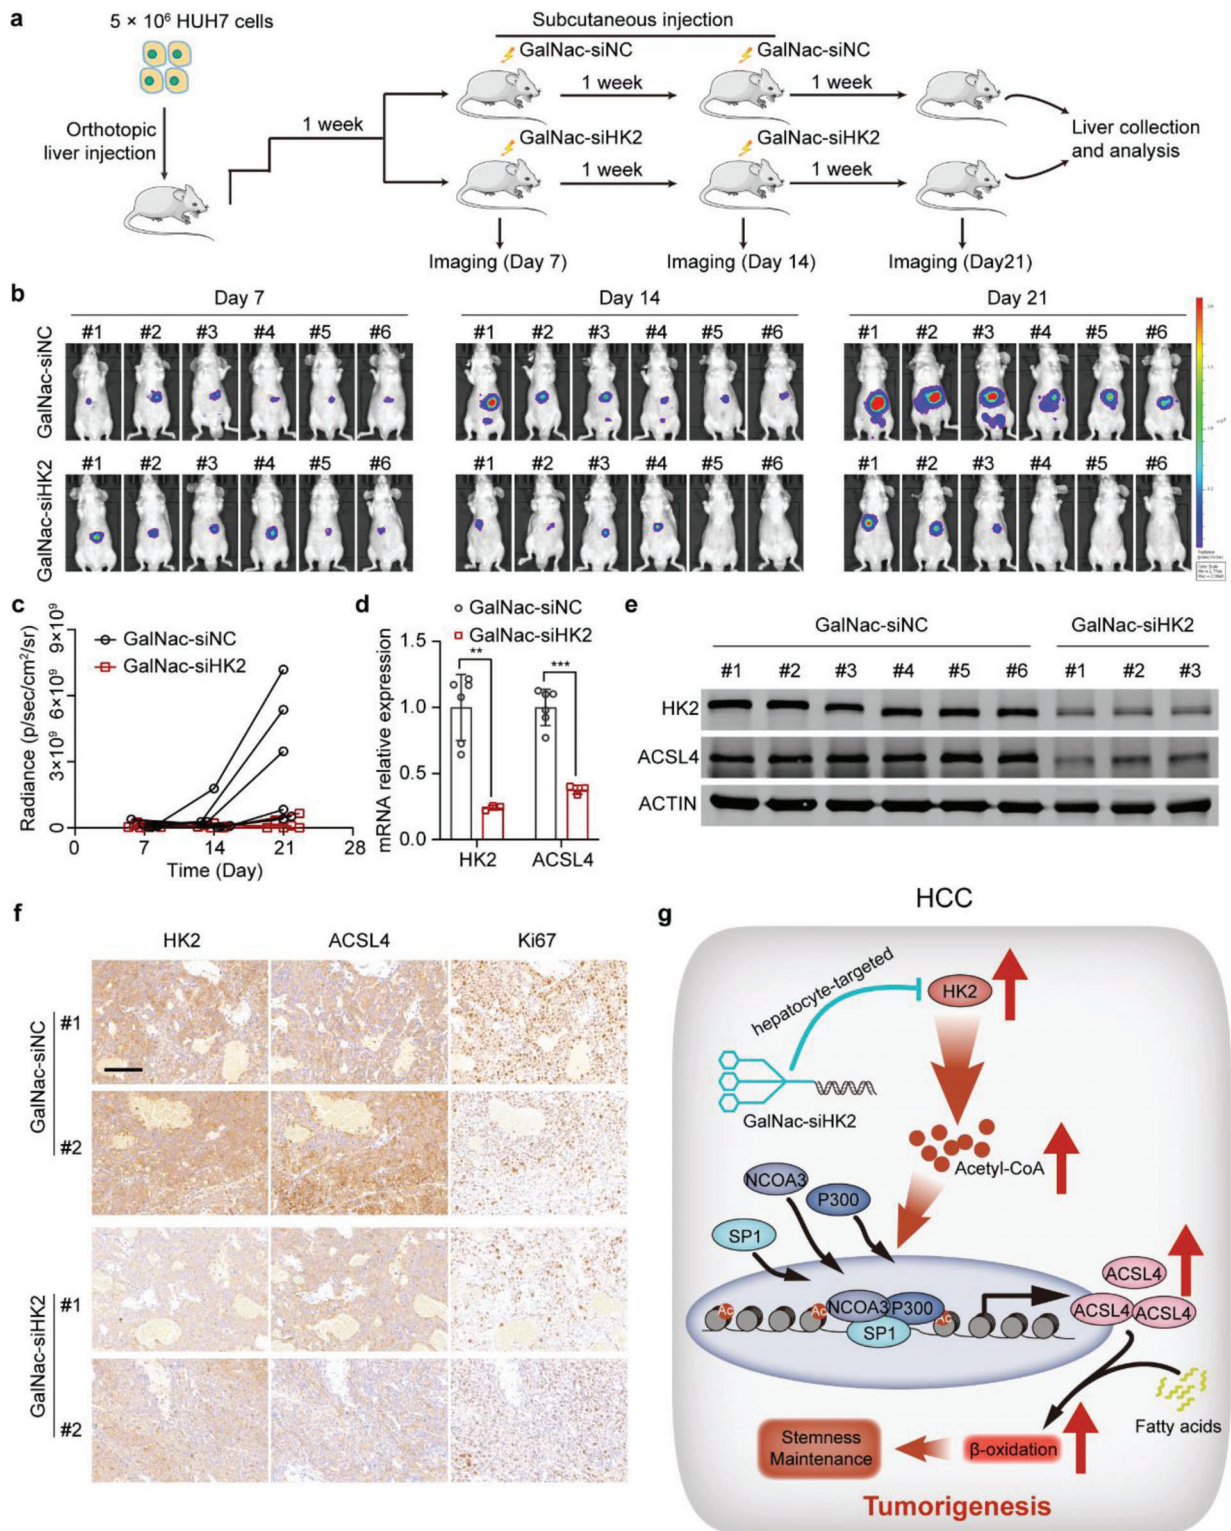 a
5 × 10⁶ HUH7 cells
Orthotopic
liver injection
1 week
Subcutaneous injection
GalNac-siNC
1 week
GalNac-siNC
1 week
GalNac-siHK2
1 week
GalNac-siHK2
1 week
Liver collection
and analysis
Imaging (Day 7)
Imaging (Day 14)
Imaging (Day21)
b
Day 7
Day 14
Day 21
GalNac-siNC
#1 #2 #3 #4 #5 #6
#1 #2 #3 #4 #5 #6
#1 #2 #3 #4 #5 #6
GalNac-siHK2
#1 #2 #3 #4 #5 #6
#1 #2 #3 #4 #5 #6
#1 #2 #3 #4 #5 #6
c
Radiance (p/sec/cm²/sr)
9×10⁹
6×10⁹
3×10⁹
0
GalNac-siNC
GalNac-siHK2
0 7 14 21 28
Time (Day)
d
GalNac-siNC
GalNac-siHK2
mRNA relative expression
1.5
1.0
0.5
0.0
**
***
HK2 ACSL4
e
GalNac-siNC GalNac-siHK2
#1 #2 #3 #4 #5 #6 #1 #2 #3
HK2
ACSL4
ACTIN
f
HK2 ACSL4 Ki67
GalNac-siNC
#1
#2
GalNac-siHK2
#1
#2
g
HCC
hepatocyte-targeted
HK2
GalNac-siHK2
Acetyl-CoA
NCOA3
P300
SP1
Ac
Ac
NCOA3
P300
SP1
Ac
ACSL4
ACSL4
ACSL4
Fatty acids
β-oxidation
Stemness
Maintenance
Tumorigenesis